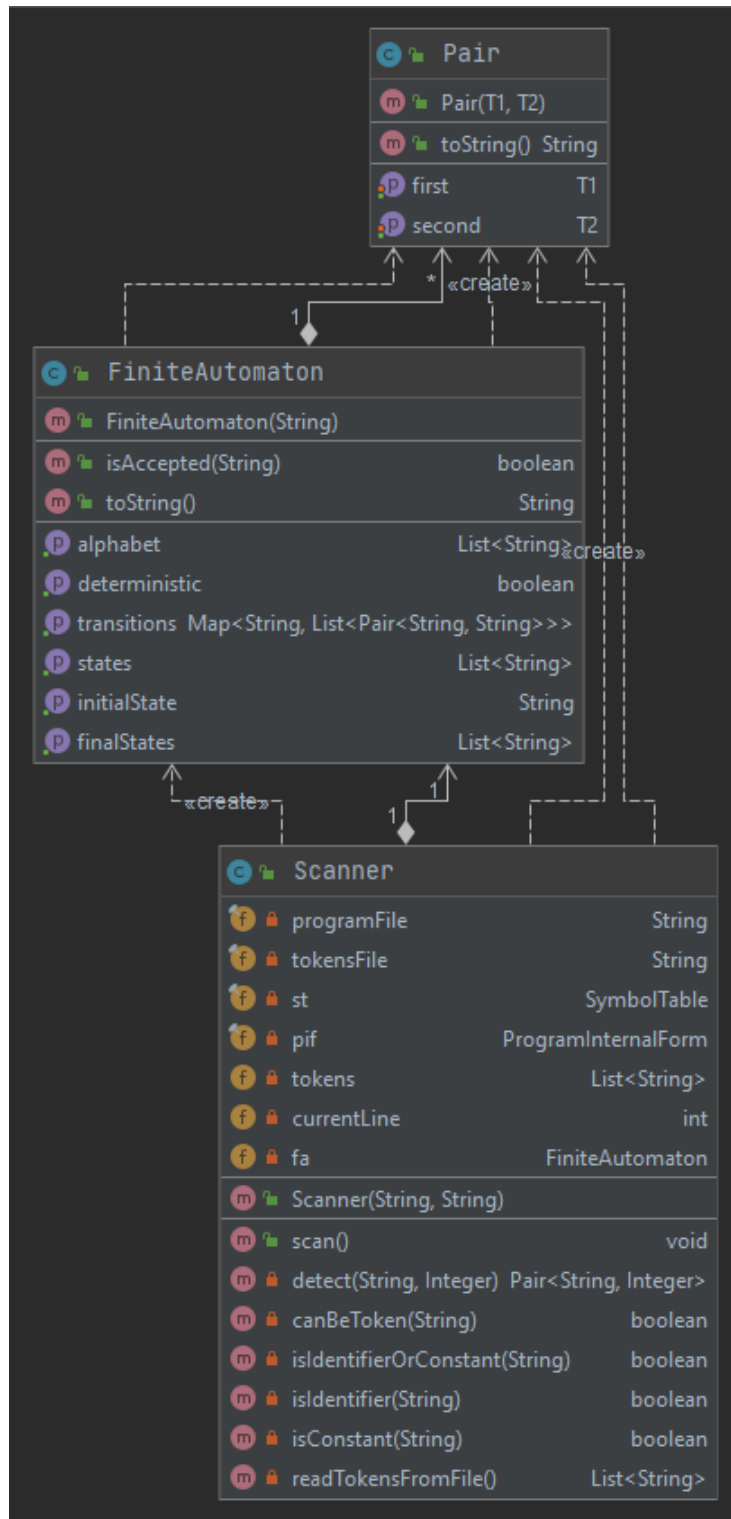 Pair
Pair(T1, T2)
toString() String
first T1
second T2
* «create»
1
FiniteAutomaton
FiniteAutomaton(String)
isAccepted(String) boolean
toString() String
alphabet List<String>
«create»
deterministic boolean
transitions Map<String, List<Pair<String, String>>>
states List<String>
initialState String
finalStates List<String>
«create» 1
1
Scanner
programFile String
tokensFile String
st SymbolTable
pif ProgramInternalForm
tokens List<String>
currentLine int
fa FiniteAutomaton
Scanner(String, String)
scan() void
detect(String, Integer) Pair<String, Integer>
canBeToken(String) boolean
isIdentifierOrConstant(String) boolean
isIdentifier(String) boolean
isConstant(String) boolean
readTokensFromFile() List<String>